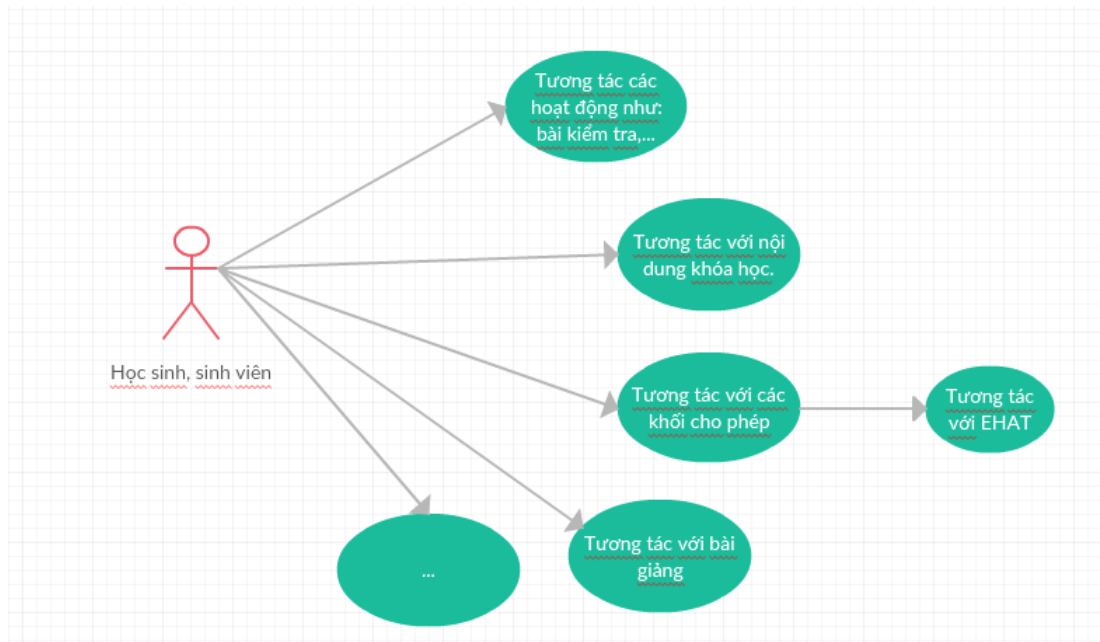 Tương tác các
hoạt động như:
bài kiểm tra,...
Tương tác với nội
dung khóa học.
Học sinh, sinh viên
Tương tác với các
khối cho phép
Tương tác
với EHAT
Tương tác với bài
giảng
...